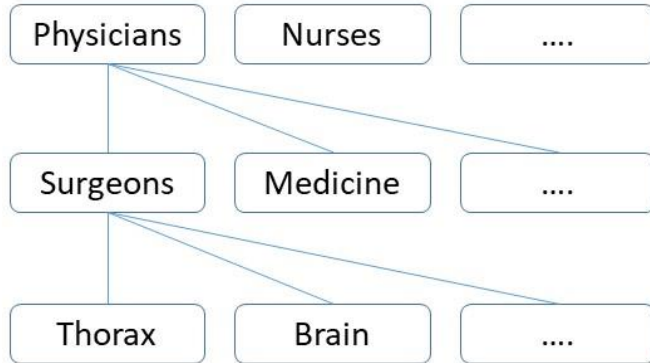 Physicians
Nurses
....
Surgeons
Medicine
....
Thorax
Brain
....